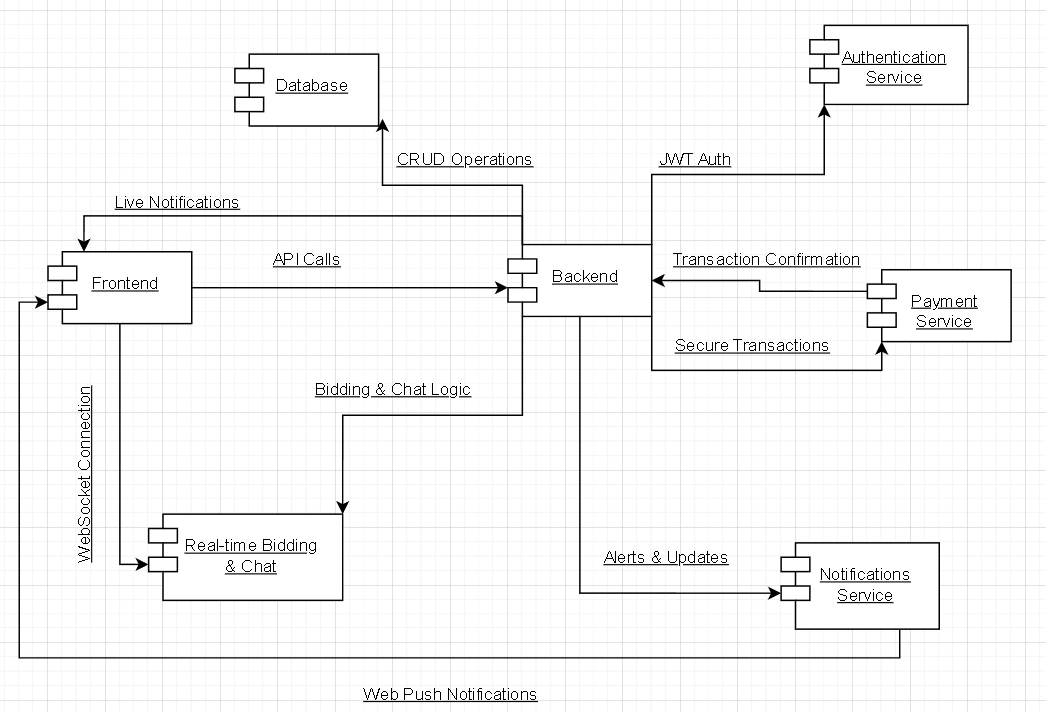 Authentication
Service
Database
CRUD Operations
JWT Auth
Live Notifications
API Calls
Transaction Confirmation
Frontend
Backend
Payment
Service
Secure Transactions
Bidding & Chat Logic
WebSocket Connection
Real-time Bidding
& Chat
Alerts & Updates
Notifications
Service
Web Push Notifications